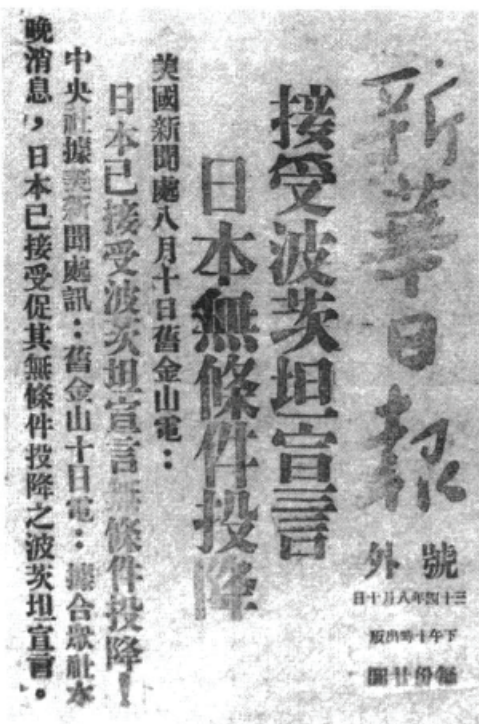 新華日報
號外
三十四年八月十日
下午十時出版
每份廿圓
接受波茨坦宣言
日本無條件投降
美國新聞處八月十日舊金山電：
日本已接受波茨坦宣言無條件投降！
中央社據美新聞處訊：舊金山十日電：據合眾社本
晚消息，日本已接受促其無條件投降之波茨坦宣言。